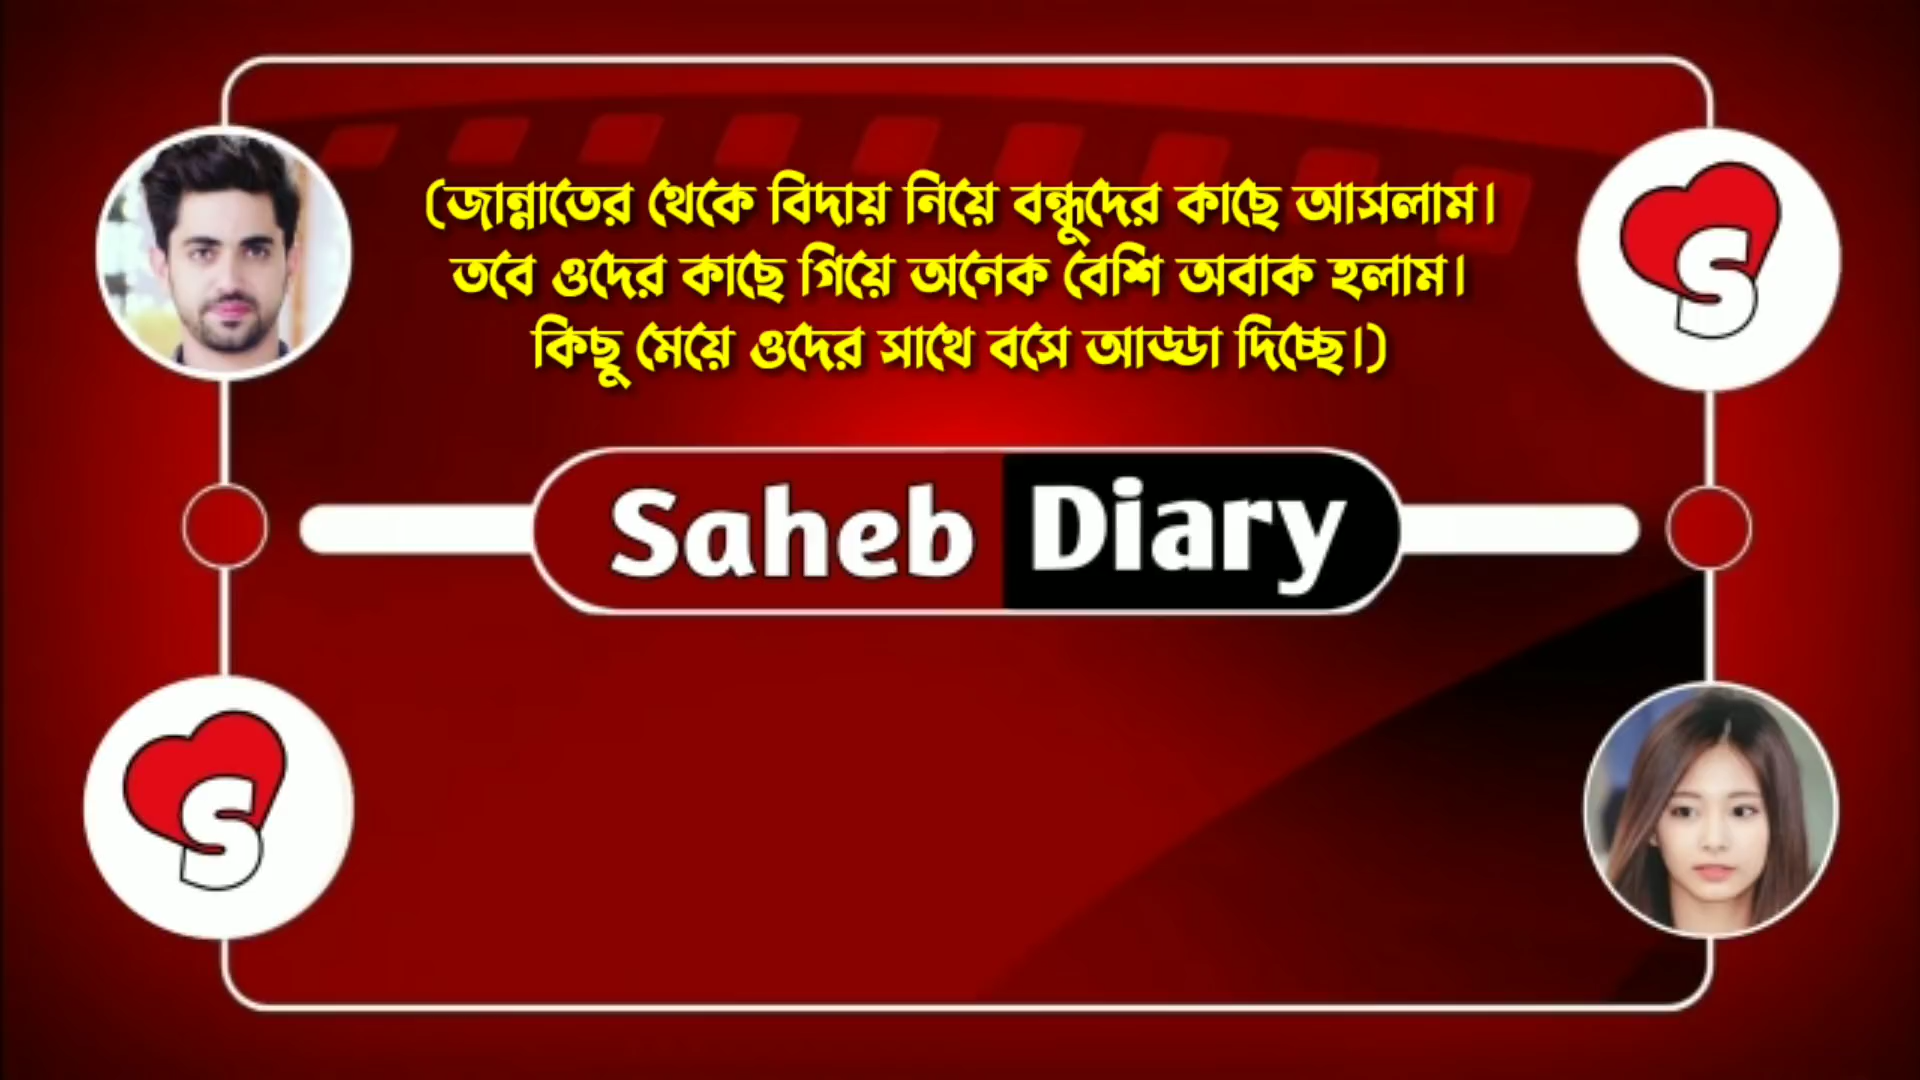 (জান্নাতের থেকে বিদায় নিয়ে বন্ধুদের কাছে আসলাম।
তবে ওদের কাছে গিয়ে অনেক বেশি অবাক হলাম।
কিছু মেয়ে ওদের সাথে বসে আড্ডা দিচ্ছে।)
S
Saheb Diary
S